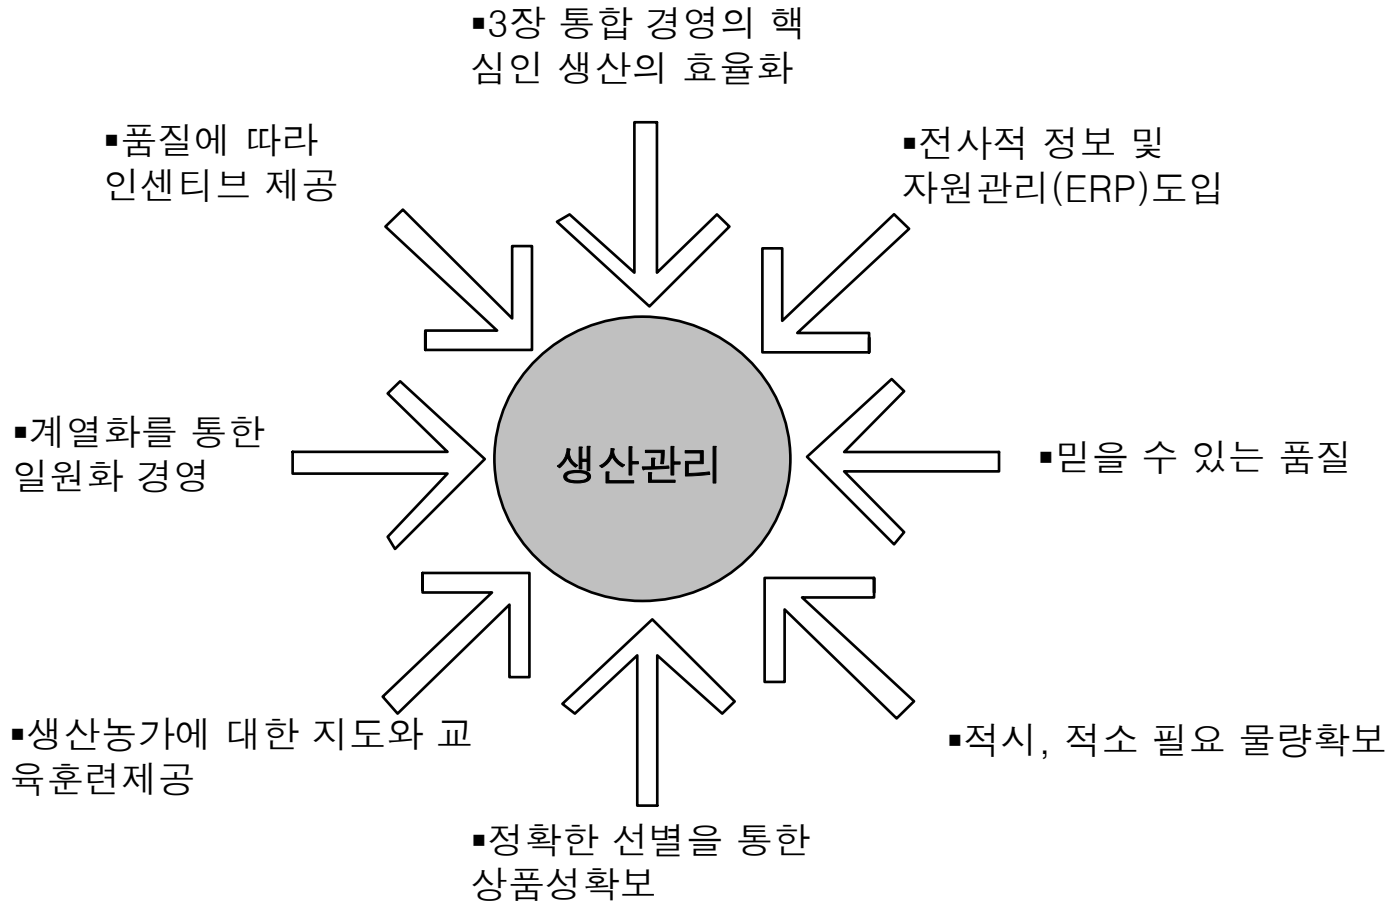 ▪3장 통합 경영의 핵
심인 생산의 효율화
▪품질에 따라
인센티브 제공
▪전사적 정보 및
자원관리(ERP)도입
▪계열화를 통한
일원화 경영
생산관리
▪믿을 수 있는 품질
▪생산농가에 대한 지도와 교
육훈련제공
▪적시, 적소 필요 물량확보
▪정확한 선별을 통한
상품성확보